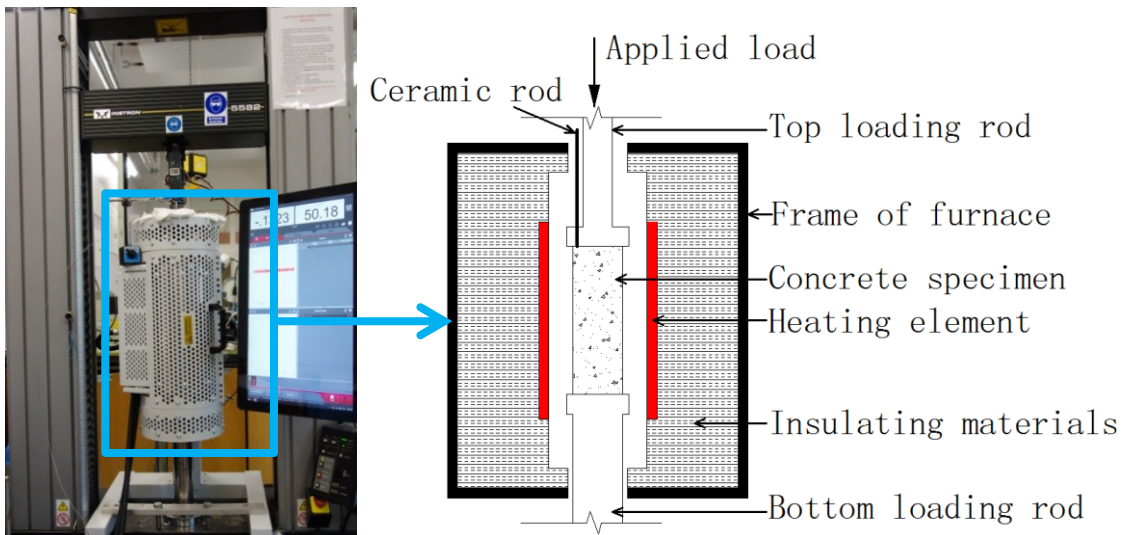 INSTRON
5582
-.1323 50.18
Applied load
Ceramic rod
Top loading rod
Frame of furnace
Concrete specimen
Heating element
Insulating materials
Bottom loading rod